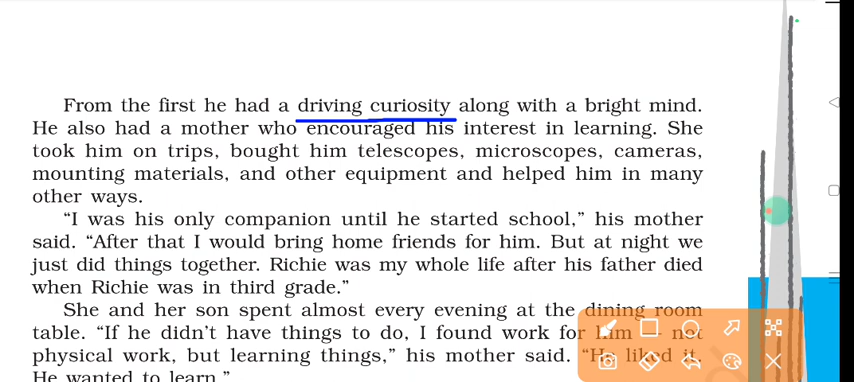 From the first he had a driving curiosity along with a bright mind.
He also had a mother who encouraged his interest in learning. She
took him on trips, bought him telescopes, microscopes, cameras,
mounting materials, and other equipment and helped him in many
other ways.
“I was his only companion until he started school,” his mother
said. “After that I would bring home friends for him. But at night we
just did things together. Richie was my whole life after his father died
when Richie was in third grade.”
She and her son spent almost every evening at the dining room
table. “If he didn’t have things to do, I found work for him — not
physical work, but learning things,” his mother said. “He liked it.
He wanted to learn.”